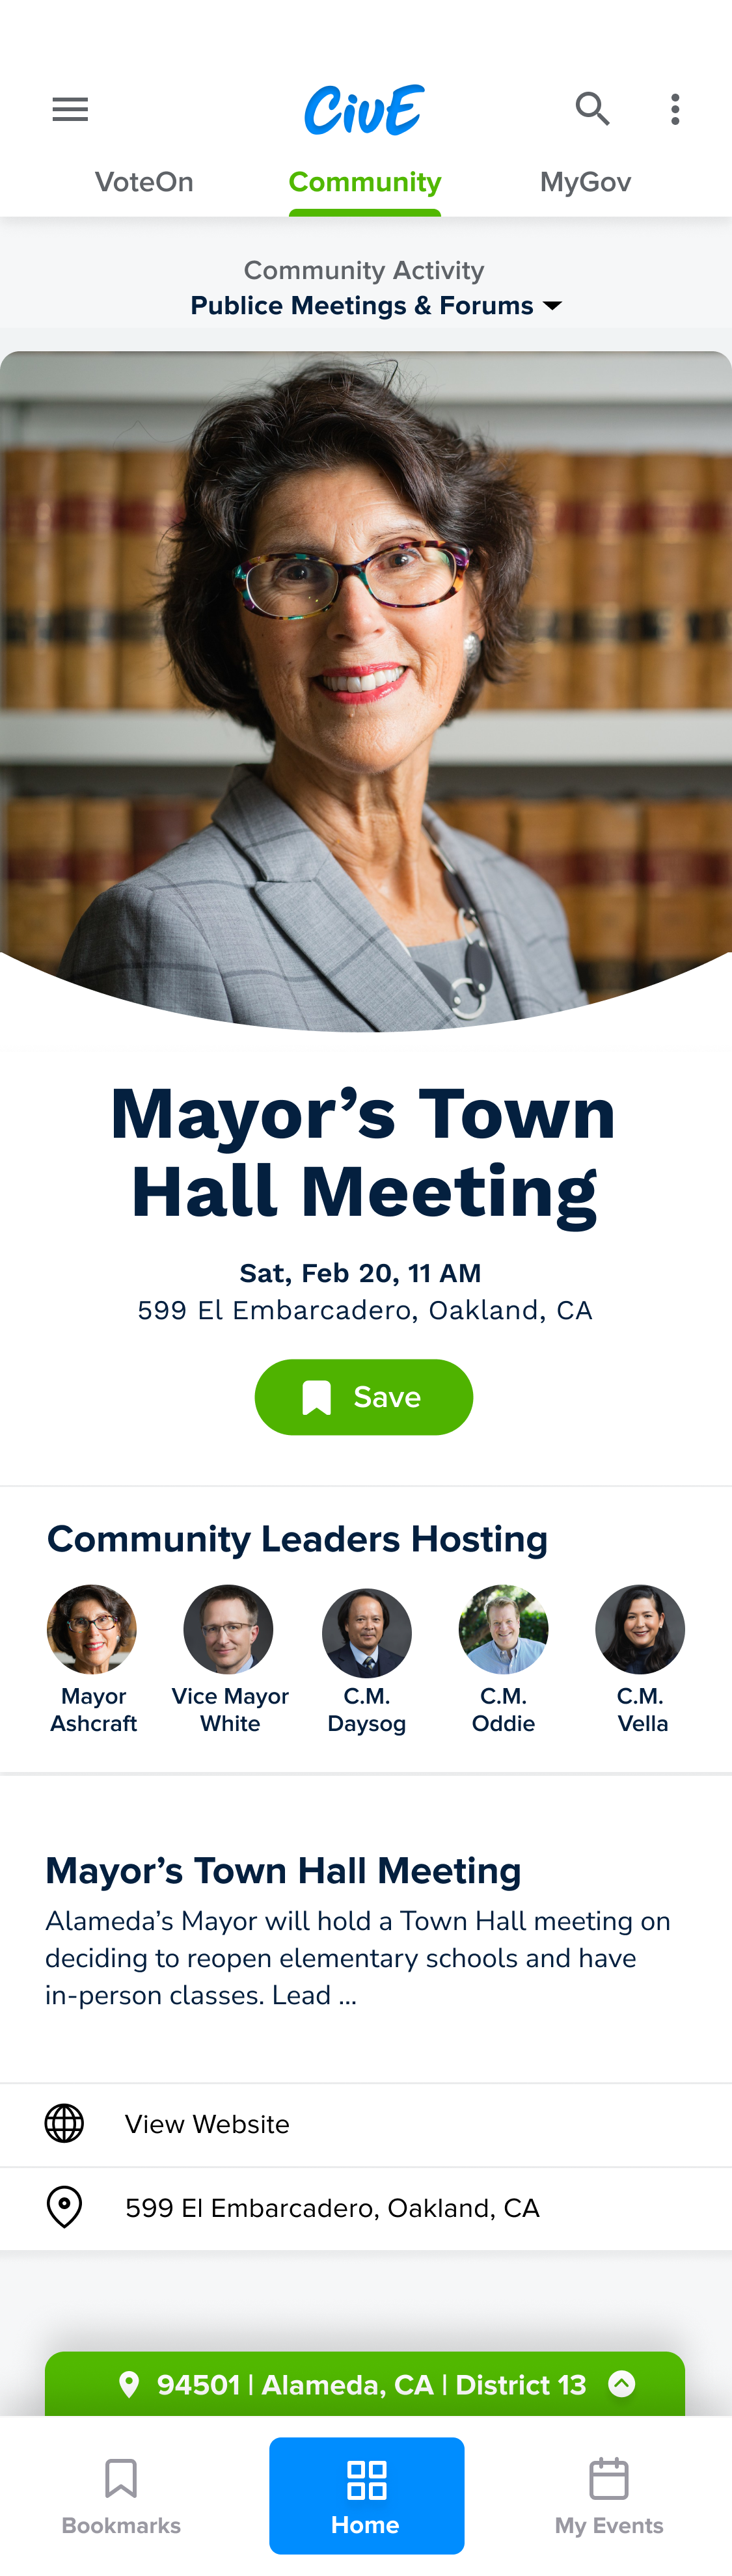 CivE
VoteOn
Community
MyGov
Community Activity
Publice Meetings & Forums
Mayor’s Town
Hall Meeting
Sat, Feb 20, 11 AM
599 El Embarcadero, Oakland, CA
Save
Community Leaders Hosting
Mayor
Ashcraft
Vice Mayor
White
C.M.
Daysog
C.M.
Oddie
C.M.
Vella
Mayor’s Town Hall Meeting
Alameda’s Mayor will hold a Town Hall meeting on
deciding to reopen elementary schools and have
in-person classes. Lead ...
View Website
599 El Embarcadero, Oakland, CA
94501 | Alameda, CA | District 13
Bookmarks
Home
My Events